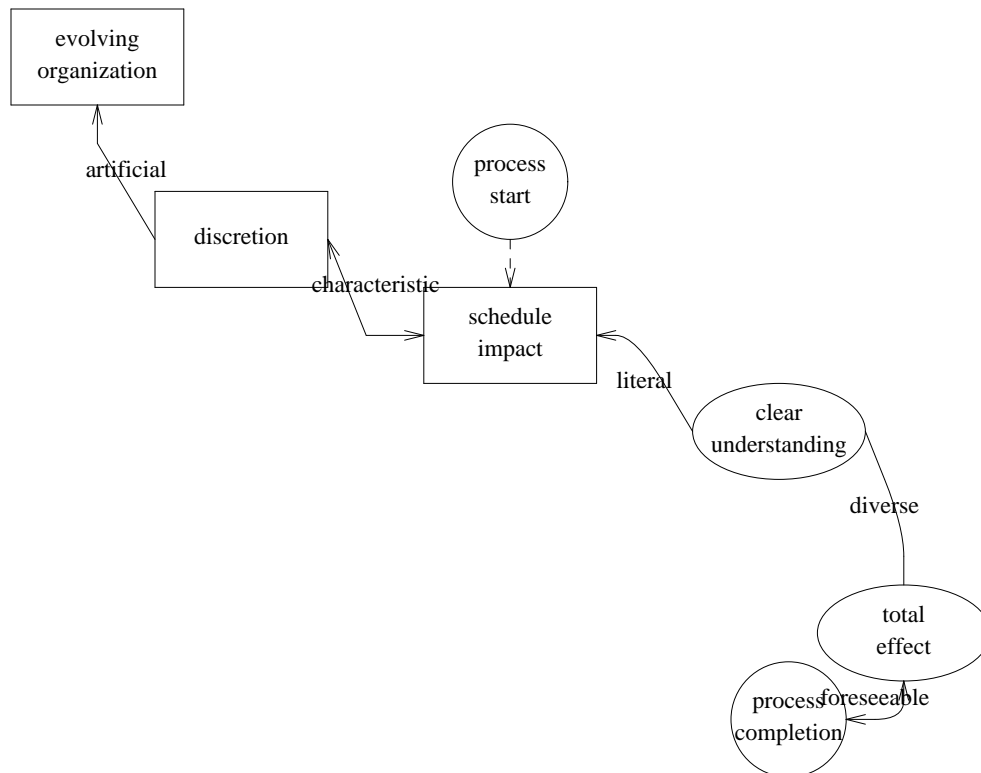 evolving
organization
artificial
process
start
discretion
characteristic
schedule
impact
literal
clear
understanding
diverse
total
effect
foreseeable
process
completion